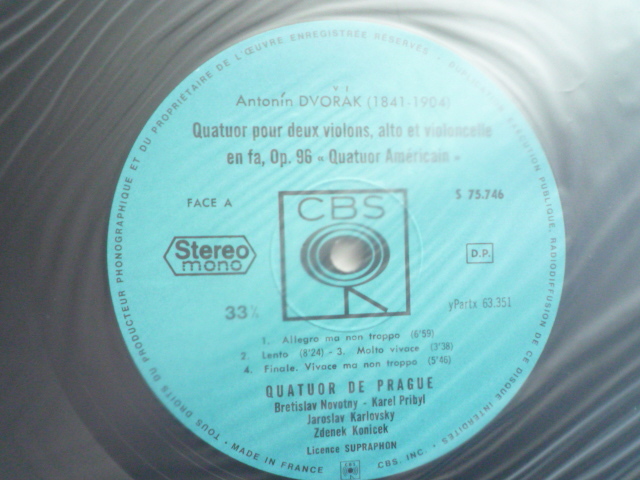 TOUS DROITS DU PRODUCTEUR PHONOGRAPHIQUE ET DU PROPRIÉTAIRE DE L'ŒUVRE ENREGISTRÉE RÉSERVÉS
PUBLIQUE, RADIODIFFUSION DE CE DISQUE INTERDITES
Antonín DVORAK (1841-1904)
Quatuor pour deux violons, alto et violoncelle
en fa, Op. 96 « Quatuor Américain »
FACE A
S 75.746
CBS
Stereo
mono
D.P.
33
yPartx 63.351
1. Allegro ma non troppo (6'59)
2. Lento (8'24) - 3. Molto vivace (3'38)
4. Finale. Vivace ma non troppo (5'46)
QUATUOR DE PRAGUE
Bretislav Novotny - Karel Pribyl
Jaroslav Karlovsky
Zdenek Konicek
Licence SUPRAPHON
• MADE IN FRANCE
CBS
CBS, INC. •